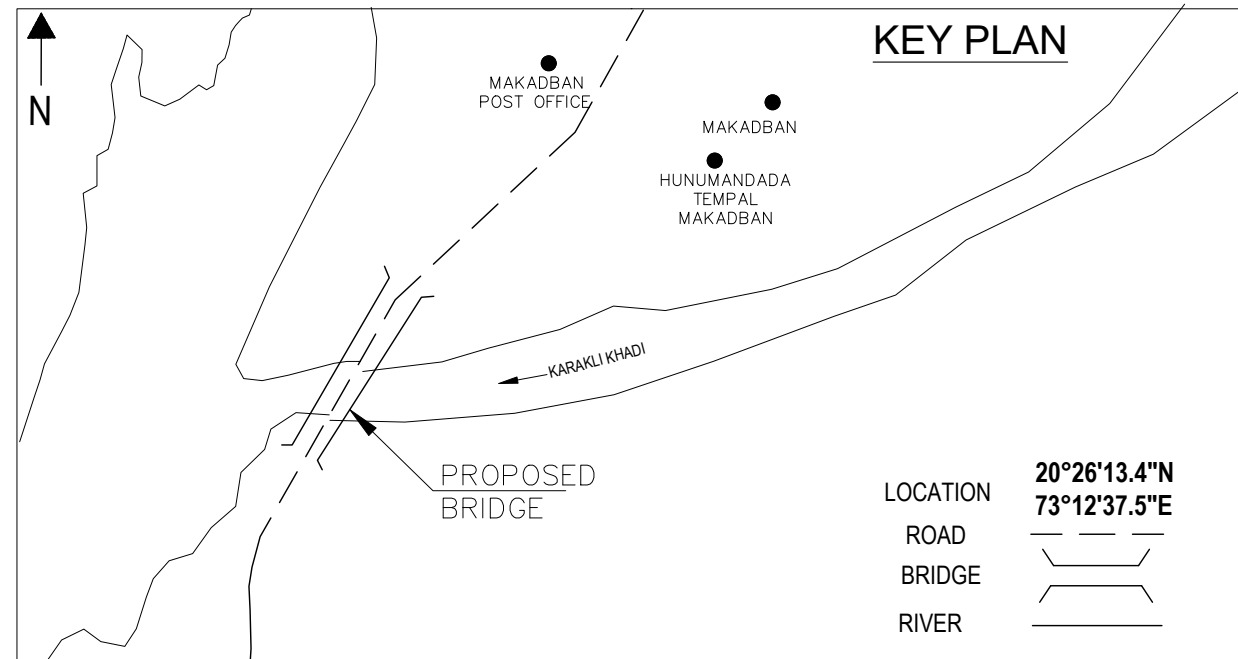 KEY PLAN
N
MAKADBAN
POST OFFICE
MAKADBAN
HUNUMANDADA
TEMPAL
MAKADBAN
KARAKLI KHADI
PROPOSED
BRIDGE
LOCATION 20°26'13.4"N
73°12'37.5"E
ROAD
BRIDGE
RIVER